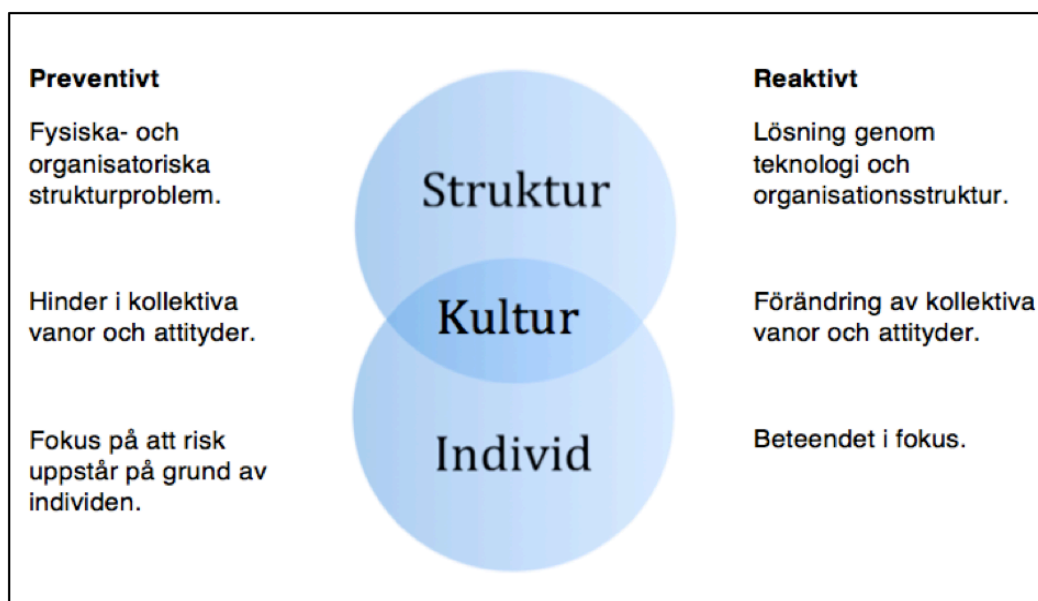 Preventivt
Fysiska- och
organisatoriska
strukturproblem.
Hinder i kollektiva
vanor och attityder.
Fokus på att risk
uppstår på grund av
individen.
Struktur
Kultur
Individ
Reaktivt
Lösning genom
teknologi och
organisationsstruktur.
Förändring av kollektiva
vanor och attityder.
Beteendet i fokus.